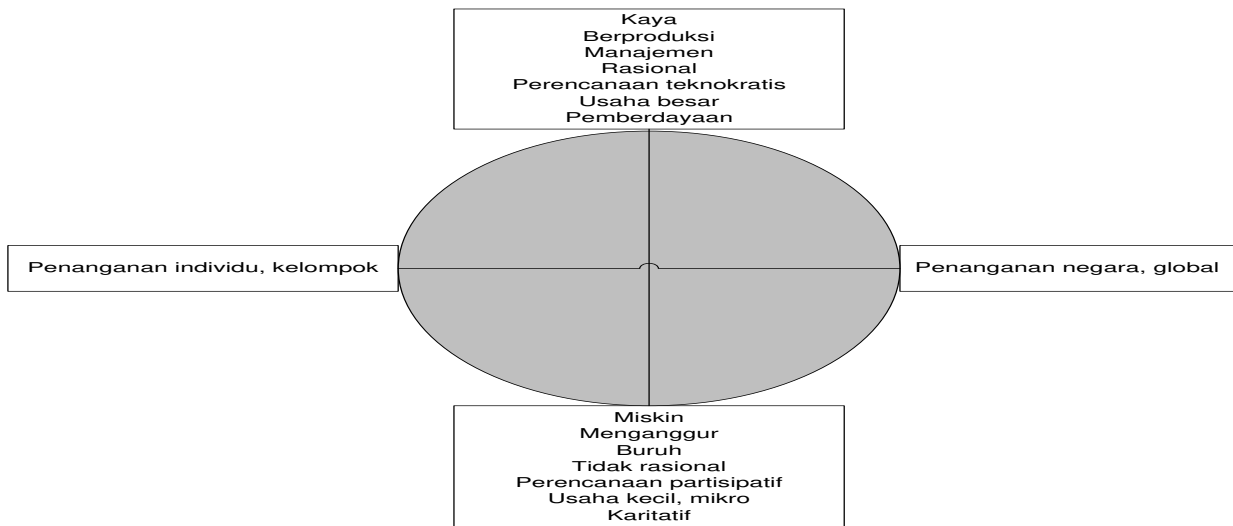 Kaya
Berproduksi
Manajemen
Rasional
Perencanaan teknokratis
Usaha besar
Pemberdayaan
Penanganan individu, kelompok
Penanganan negara, global
Miskin
Menganggur
Buruh
Tidak rasional
Perencanaan partisipatif
Usaha kecil, mikro
Karitatif